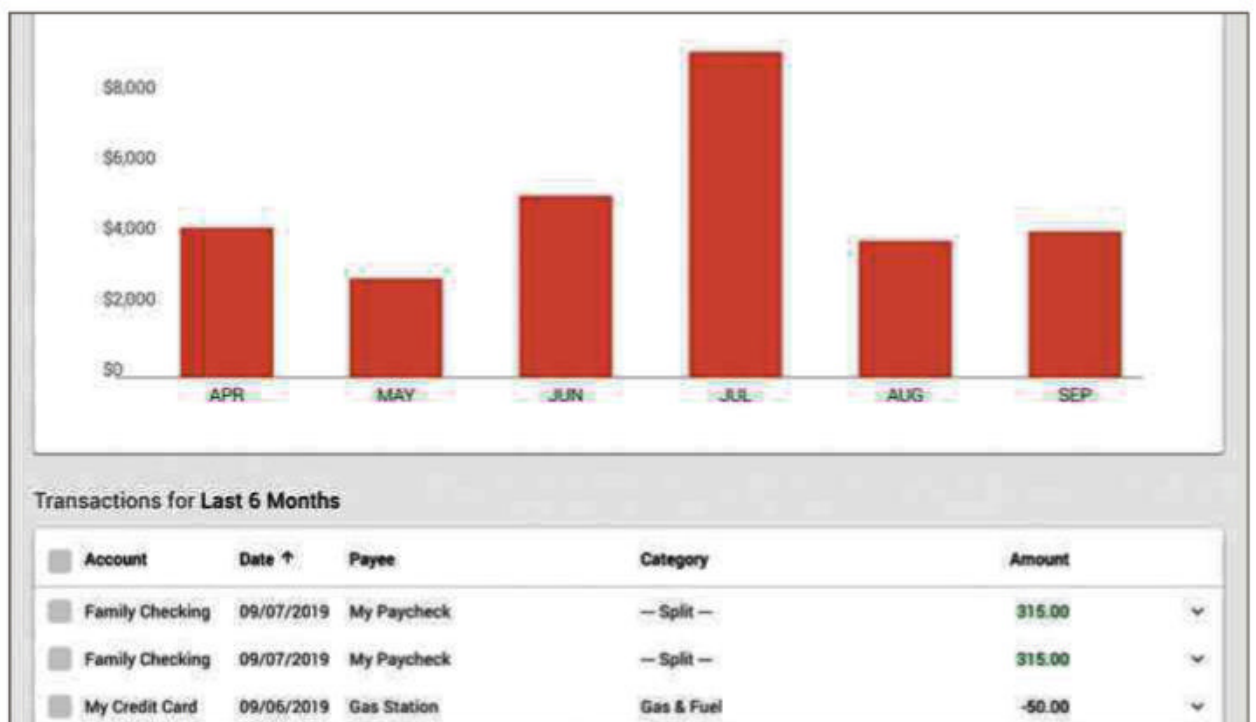 $8,000
$6,000
$4,000
$2,000
$0
APR MAY JUN JUL AUG SEP
Transactions for Last 6 Months
Account Date ↑ Payee Category Amount
Family Checking 09/07/2019 My Paycheck — Split — 315.00
Family Checking 09/07/2019 My Paycheck — Split — 315.00
My Credit Card 09/06/2019 Gas Station Gas & Fuel -50.00